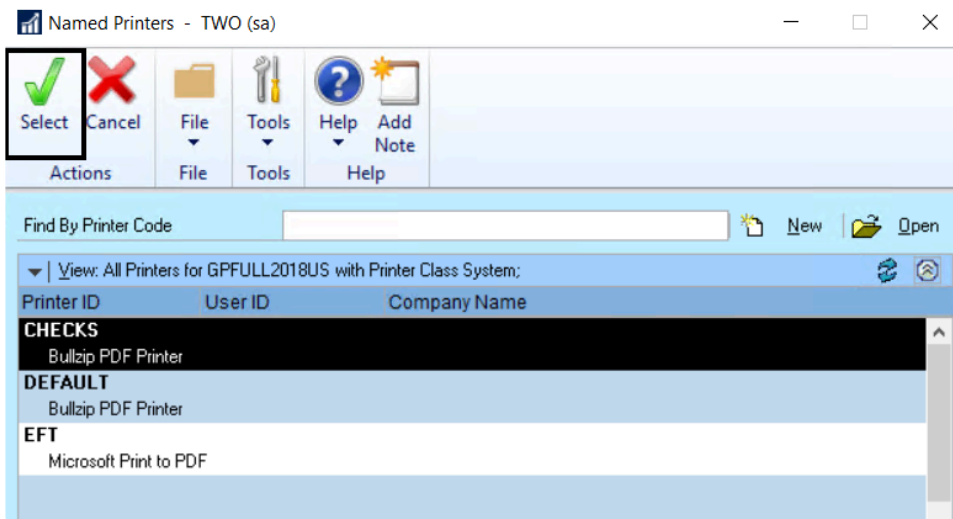 Named Printers - TWO (sa)
Select Cancel File Tools Help Add Note
Actions File Tools Help
Find By Printer Code New Open
View: All Printers for GPFULL2018US with Printer Class System;
Printer ID User ID Company Name
CHECKS
Bullzip PDF Printer
DEFAULT
Bullzip PDF Printer
EFT
Microsoft Print to PDF